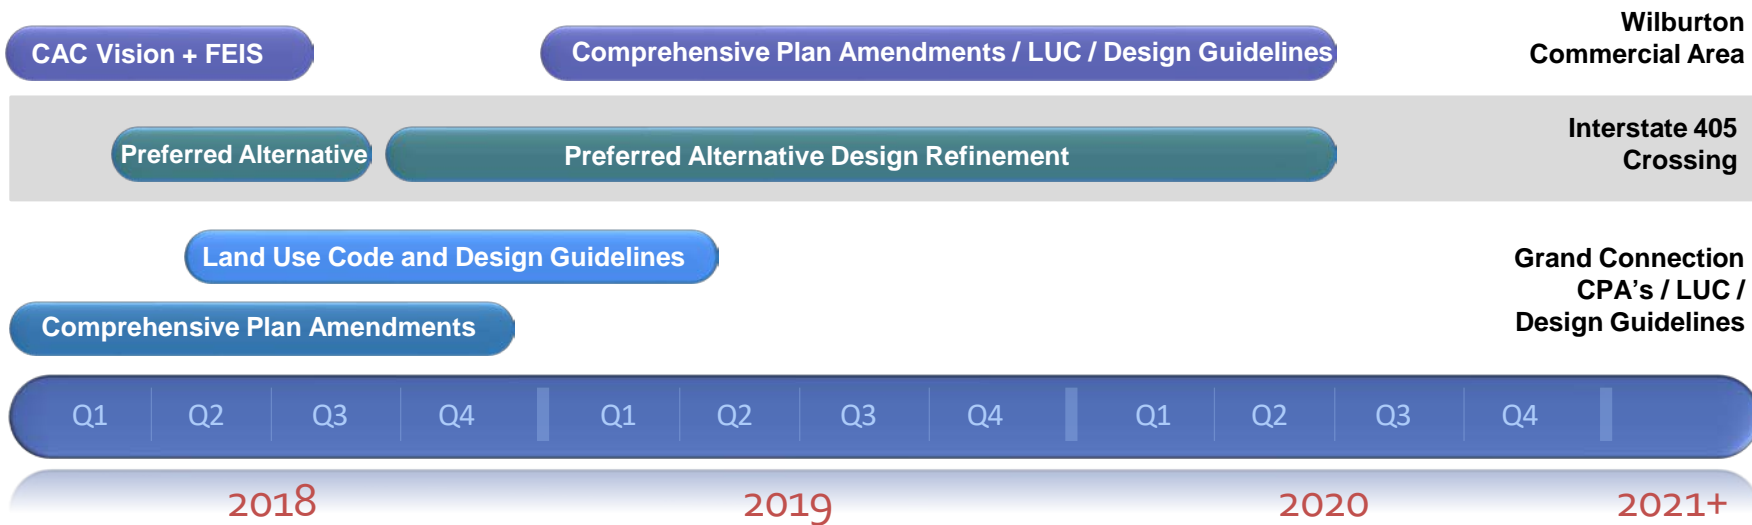 CAC Vision + FEIS
Comprehensive Plan Amendments / LUC / Design Guidelines
Wilburton
Commercial Area
Preferred Alternative
Preferred Alternative Design Refinement
Interstate 405
Crossing
Land Use Code and Design Guidelines
Comprehensive Plan Amendments
Grand Connection
CPA's / LUC /
Design Guidelines
Q1 Q2 Q3 Q4 Q1 Q2 Q3 Q4 Q1 Q2 Q3 Q4
2018 2019 2020 2021+